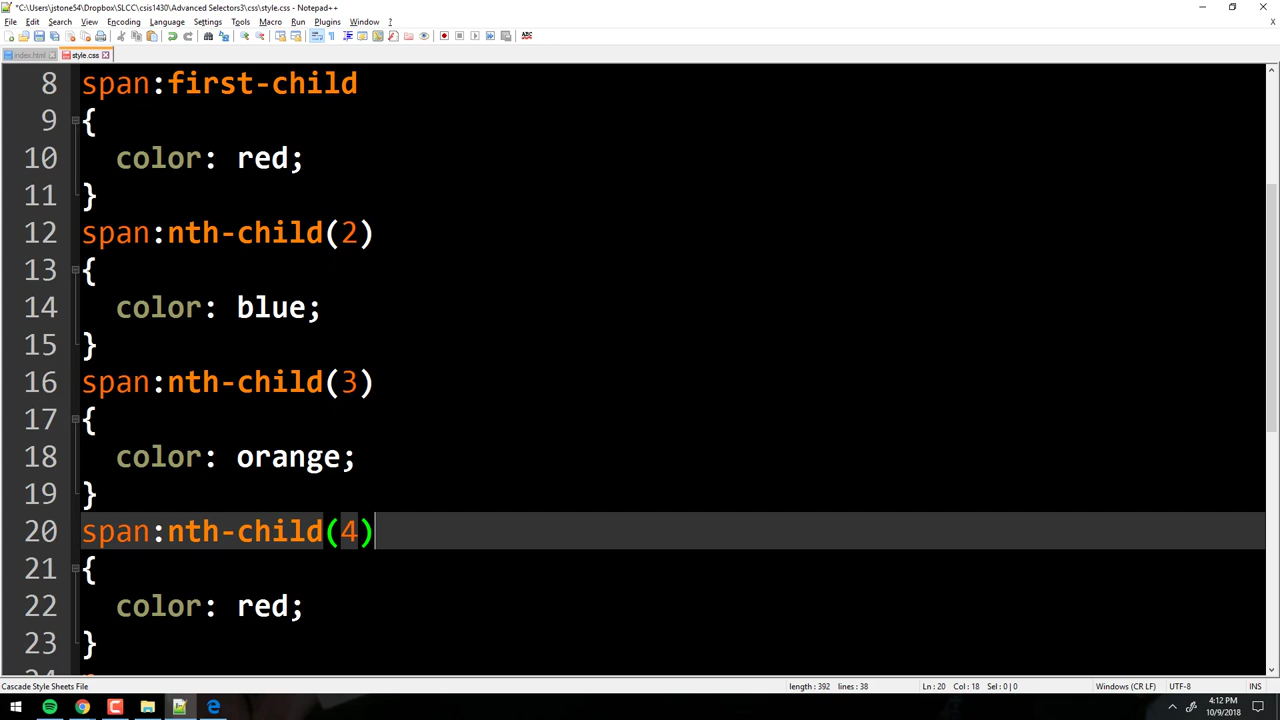 *C:\Users\jstone54\Dropbox\SLCC\csis1430\Advanced Selectors3\css\style.css - Notepad++
File Edit Search View Encoding Language Settings Tools Macro Run Plugins Window ? X
index.html style.css
8 span:first-child
9 {
10 color: red;
11 }
12 span:nth-child(2)
13 {
14 color: blue;
15 }
16 span:nth-child(3)
17 {
18 color: orange;
19 }
20 span:nth-child(4)
21 {
22 color: red;
23 }
Cascade Style Sheets File length: 392 lines: 38 Ln: 20 Col: 18 Sel: 0 | 0 Windows (CR LF) UTF-8 INS
4:12 PM
10/9/2018